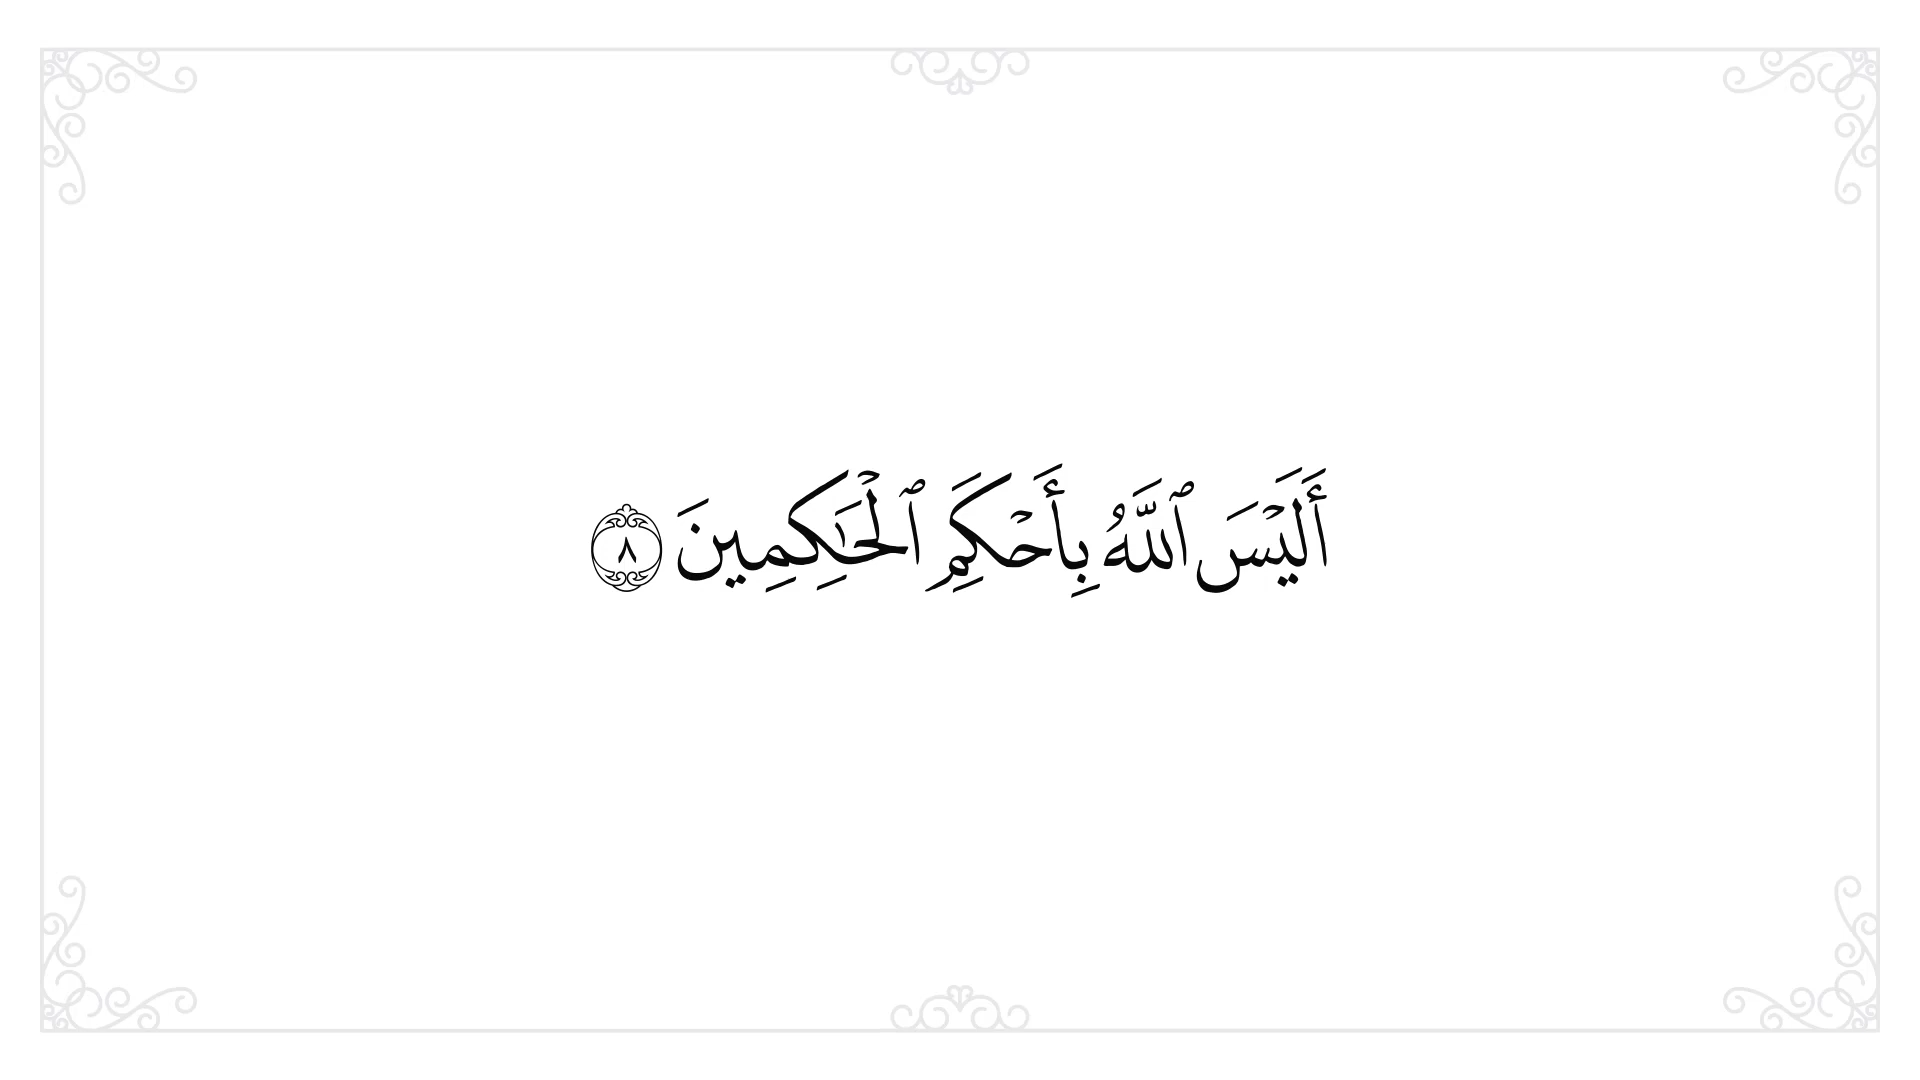 أَلَيْسَ ٱللَّهُ بِأَحْكَمِ ٱلْحَـٰكِمِينَ ٨